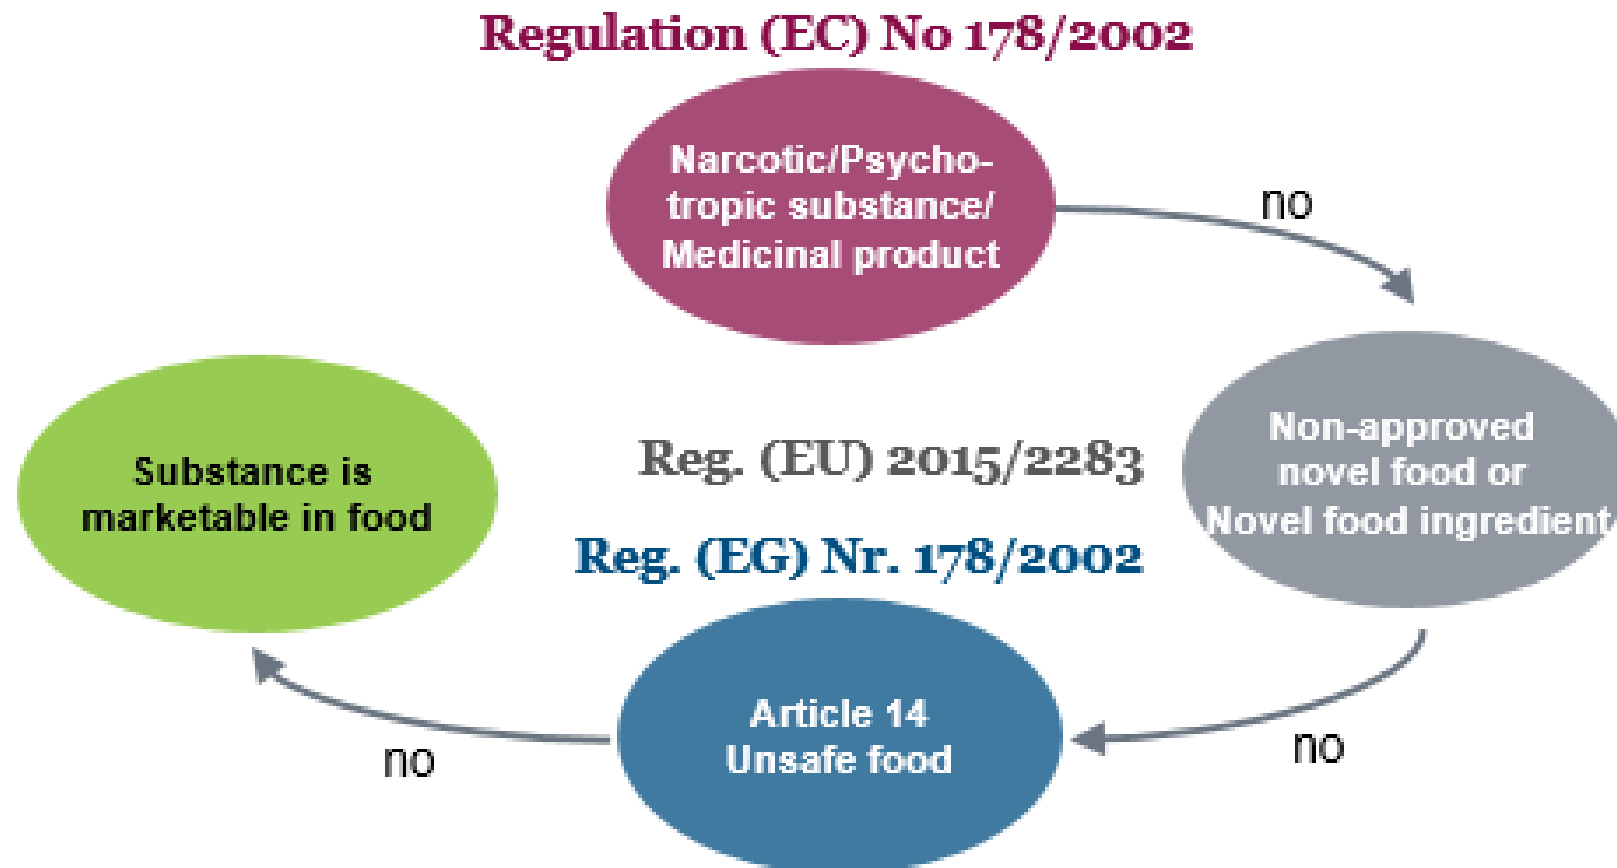 Regulation (EC) No 178/2002
Narcotic/Psycho-
tropic substance/
Medicinal product
no
Non-approved
novel food or
Novel food ingredient
Substance is
marketable in food
Reg. (EU) 2015/2283
Reg. (EG) Nr. 178/2002
Article 14
Unsafe food
no
no